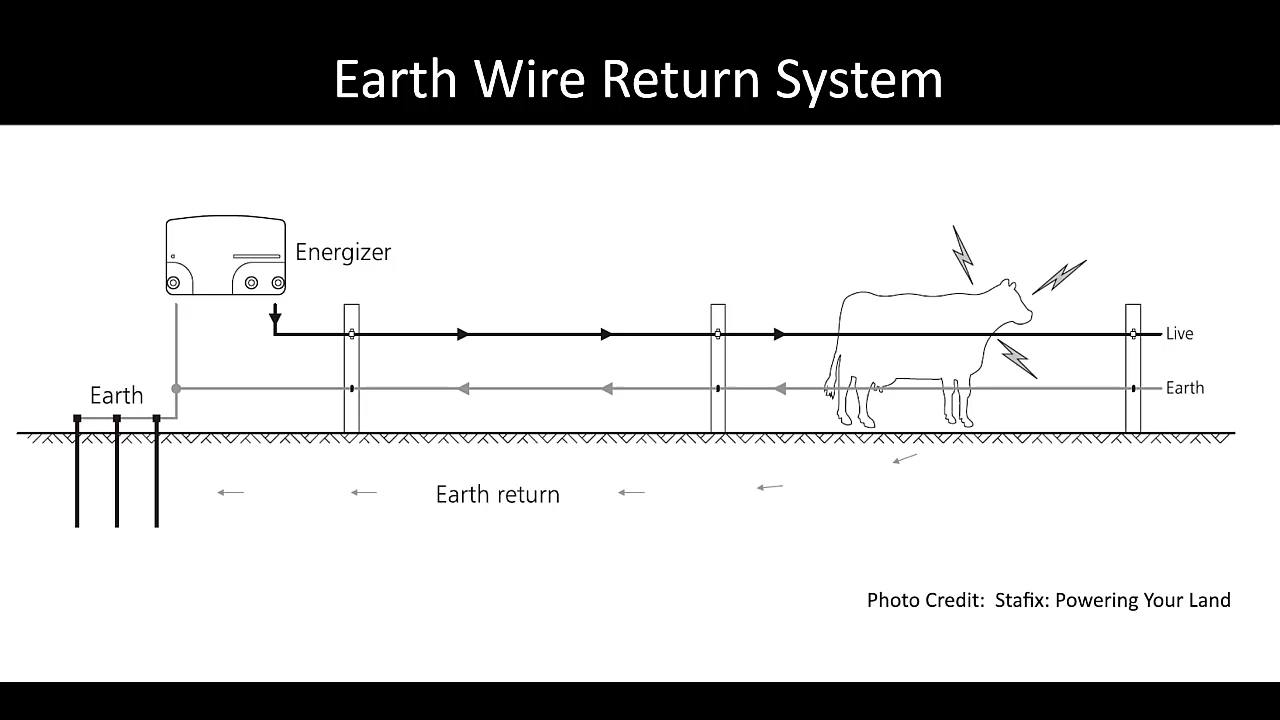 Earth Wire Return System
Energizer
Live
Earth
Earth
Earth return
Photo Credit:  Stafix: Powering Your Land